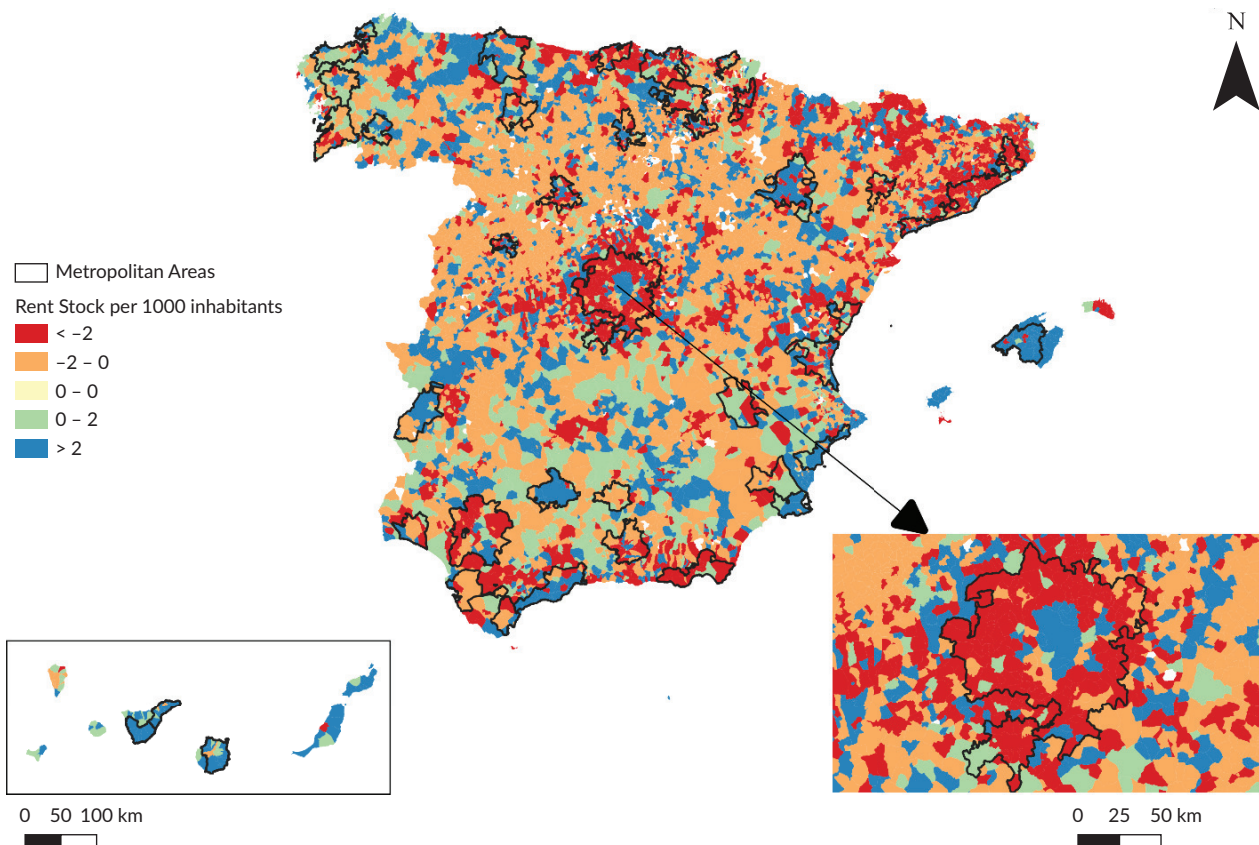 N
Metropolitan Areas
Rent Stock per 1000 inhabitants
< –2
–2 – 0
0 – 0
0 – 2
> 2
0 50 100 km
0 25 50 km